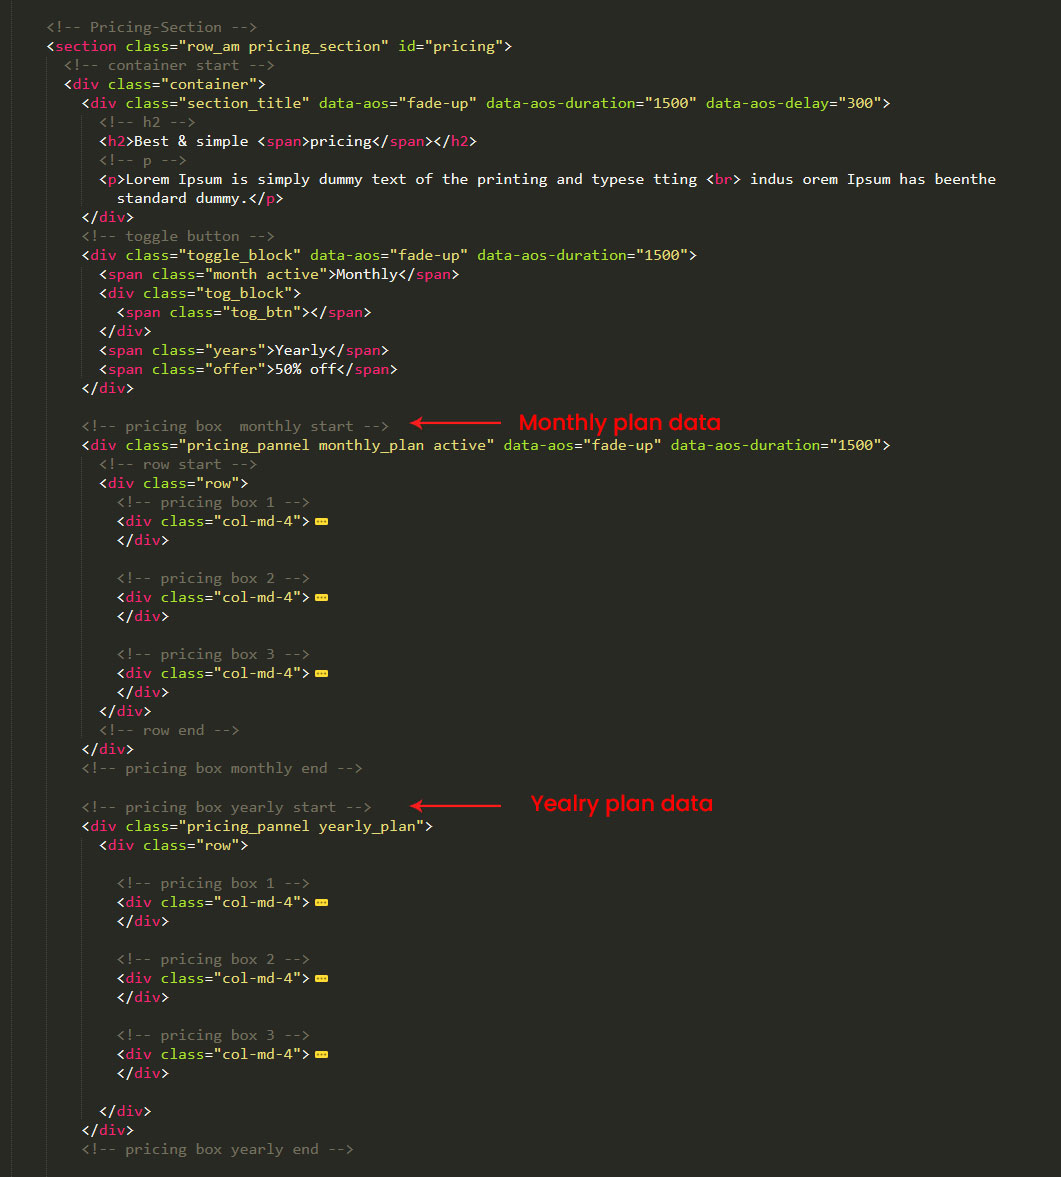 <!-- Pricing-Section -->
<section class="row_am pricing_section" id="pricing">
<!-- container start -->
<div class="container">
<div class="section_title" data-aos="fade-up" data-aos-duration="1500" data-aos-delay="300">
<!-- h2 -->
<h2>Best & simple <span>pricing</span></h2>
<!-- p -->
<p>Lorem Ipsum is simply dummy text of the printing and typese tting <br> indus orem Ipsum has beenthe
standard dummy.</p>
</div>
<!-- toggle button -->
<div class="toggle_block" data-aos="fade-up" data-aos-duration="1500">
<span class="month active">Monthly</span>
<div class="tog_block">
<span class="tog_btn"></span>
</div>
<span class="years">Yearly</span>
<span class="offer">50% off</span>
</div>
<!-- pricing box  monthly start --> Monthly plan data
<div class="pricing_pannel monthly_plan active" data-aos="fade-up" data-aos-duration="1500">
<!-- row start -->
<div class="row">
<!-- pricing box 1 -->
<div class="col-md-4">
</div>
<!-- pricing box 2 -->
<div class="col-md-4">
</div>
<!-- pricing box 3 -->
<div class="col-md-4">
</div>
</div>
<!-- row end -->
</div>
<!-- pricing box monthly end -->
<!-- pricing box yearly start --> Yealry plan data
<div class="pricing_pannel yearly_plan">
<div class="row">
<!-- pricing box 1 -->
<div class="col-md-4">
</div>
<!-- pricing box 2 -->
<div class="col-md-4">
</div>
<!-- pricing box 3 -->
<div class="col-md-4">
</div>
</div>
</div>
<!-- pricing box yearly end -->